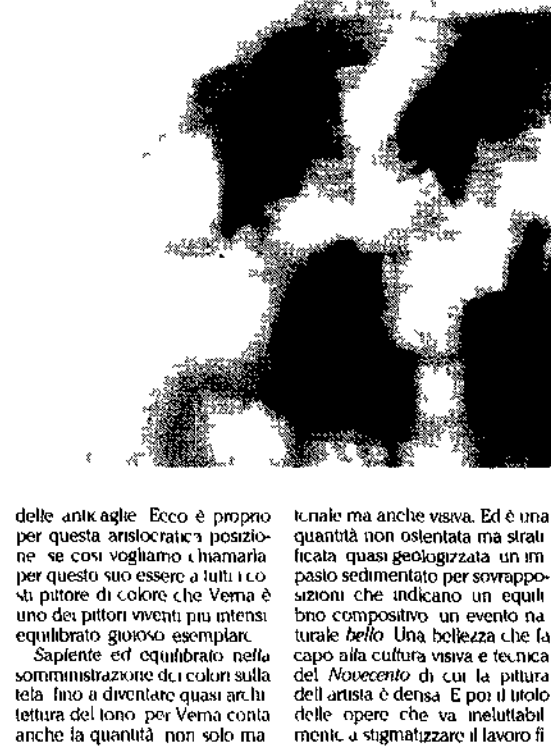 delle anticaglie Ecco è proprio
per questa aristocratica posizio-
ne se così vogliamo chiamarla
per questo suo essere a tutti i co
sti pittore di colore che Verna è
uno dei pittori viventi più intensi
equilibrato gioioso esemplare
Sapiente ed equilibrato nella
somministrazione dei colori sulla
tela fino a diventare quasi archi
tettura del tono per Verna conta
anche la quantità non solo ma
teriale ma anche visiva. Ed è una
quantità non ostentata ma strati
ficata quasi geologizzata un im
pasto sedimentato per sovrappo-
sizioni che indicano un equili
brio compositivo un evento na
turale bello Una bellezza che fa
capo alla cultura visiva e tecnica
del Novecento di cui la pittura
dell artista è densa E poi il titolo
delle opere che va ineluttabil
mente a stigmatizzare il lavoro fi